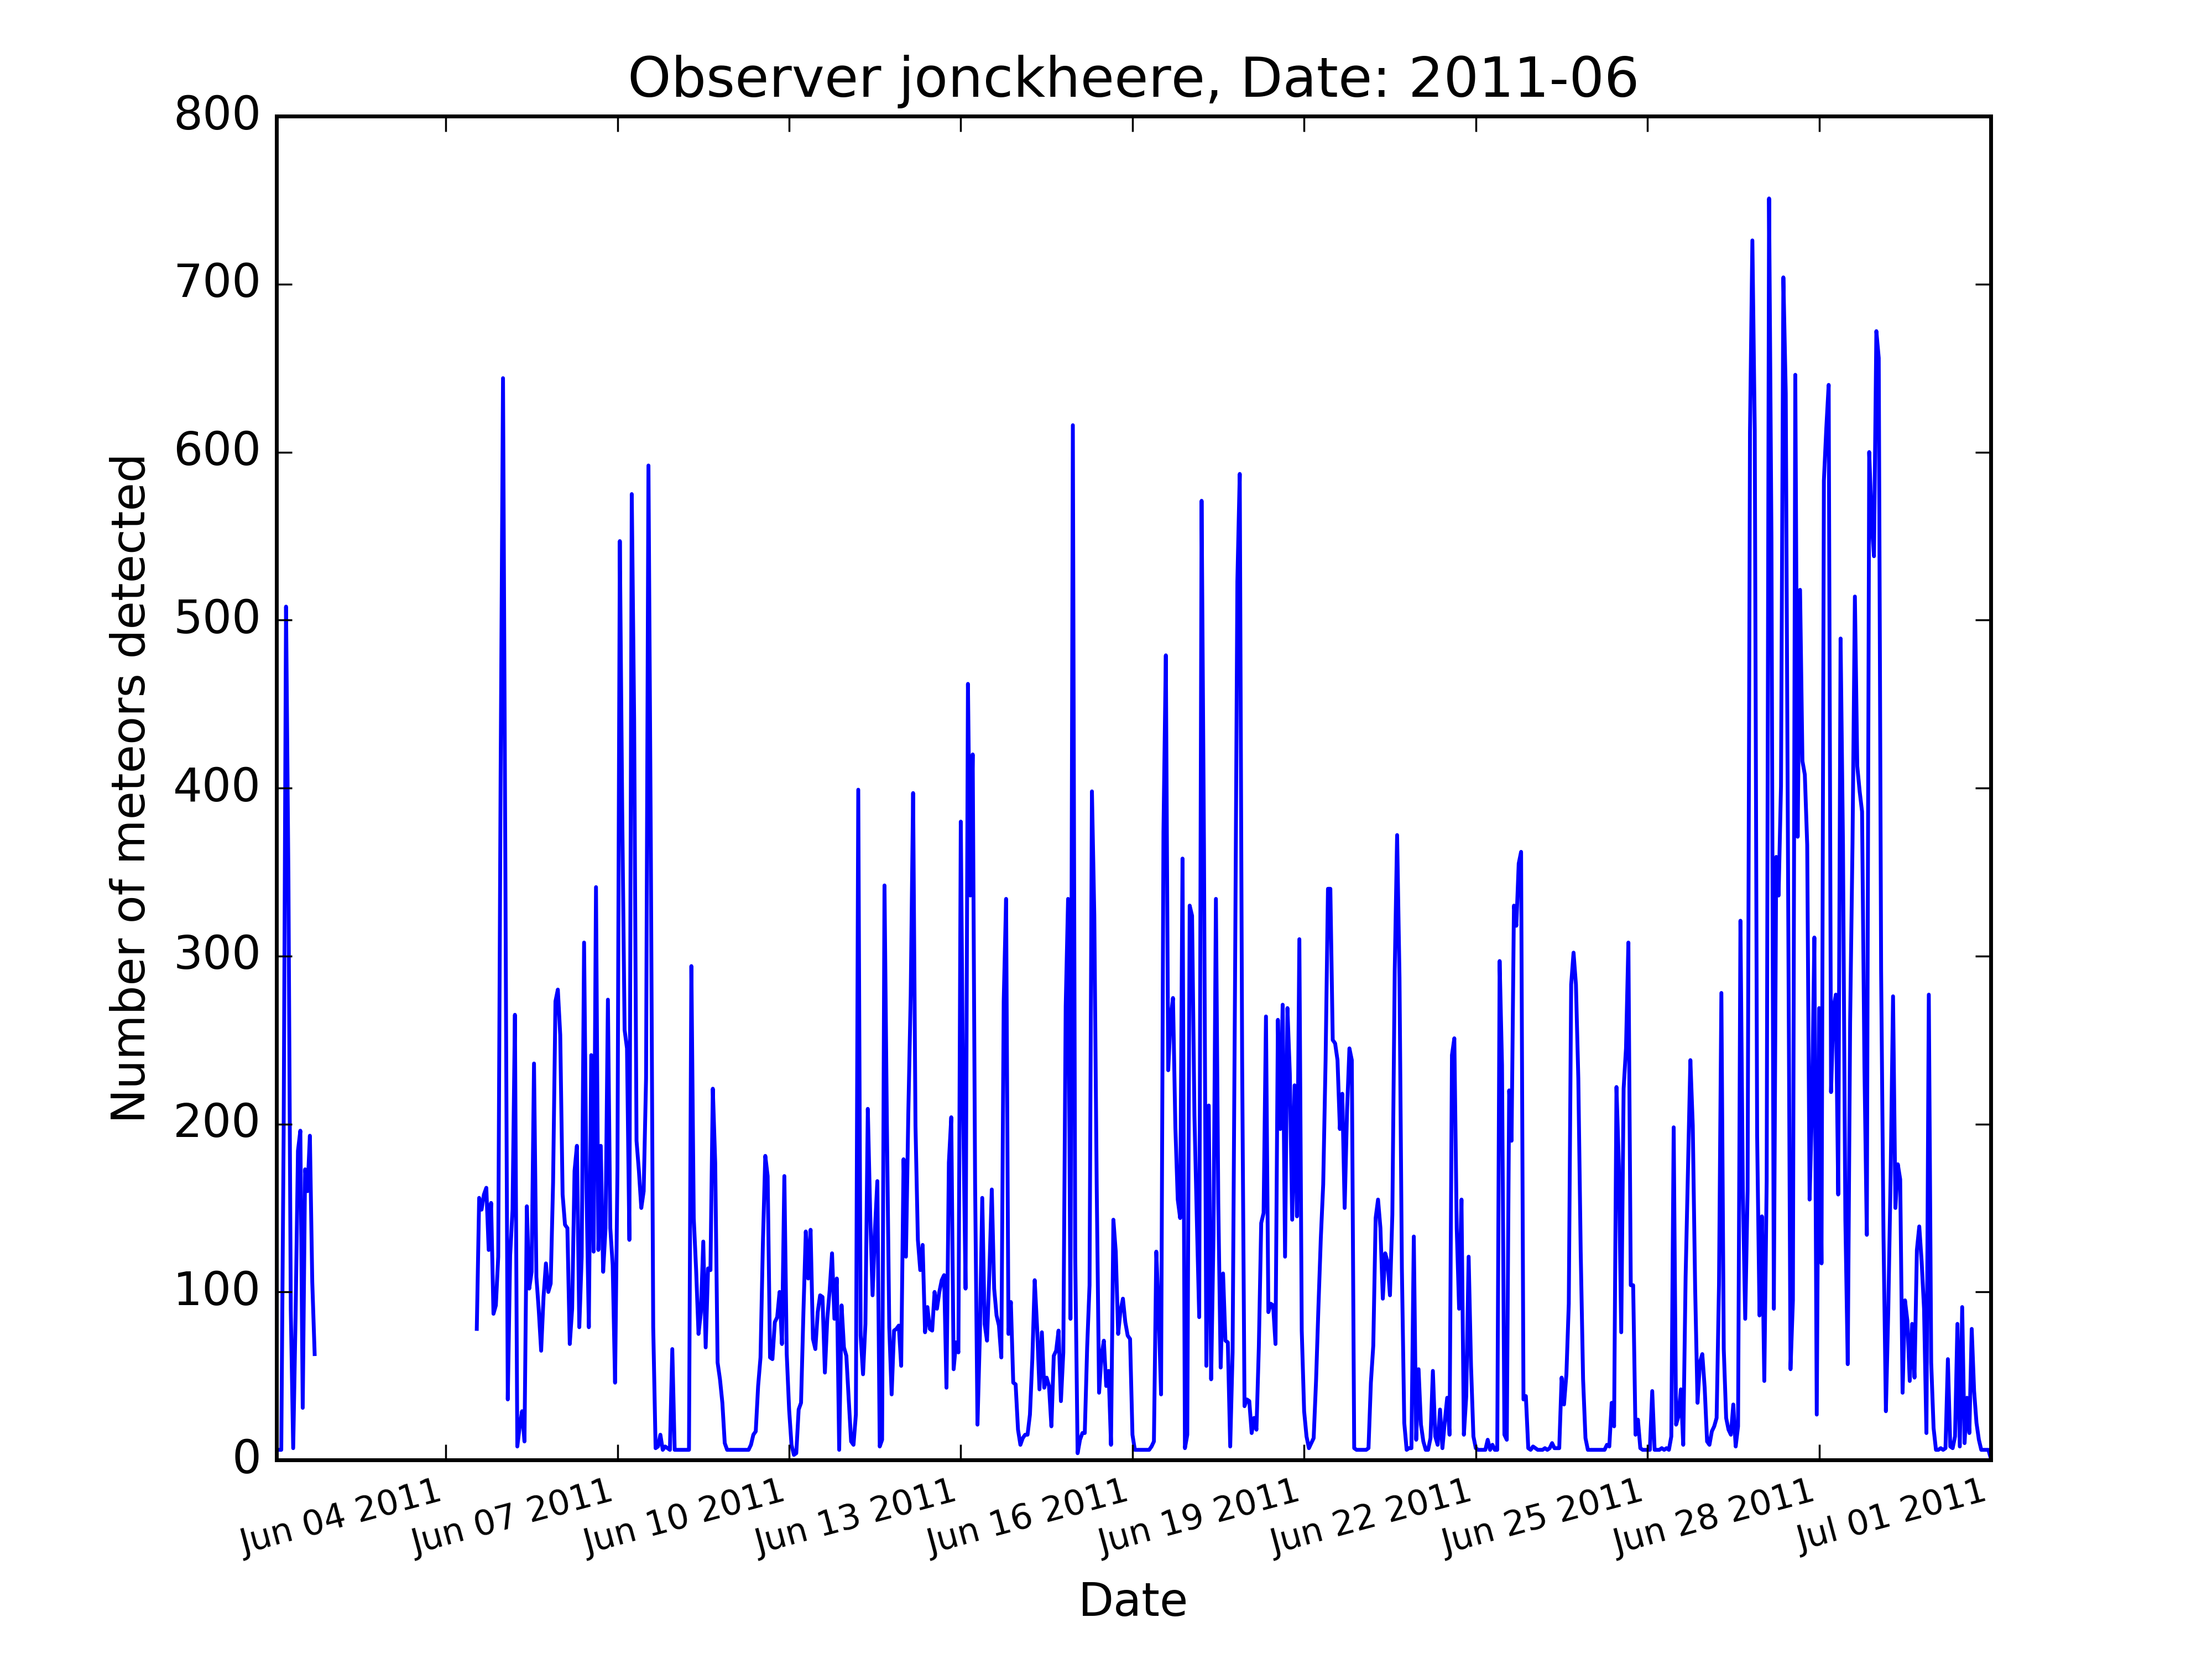 Observer jonckheere, Date: 2011-06
800
700
600
500
400
300
200
100
0
Number of meteors detected
Jun 04 2011
Jun 07 2011
Jun 10 2011
Jun 13 2011
Jun 16 2011
Jun 19 2011
Jun 22 2011
Jun 25 2011
Jun 28 2011
Jul 01 2011
Date